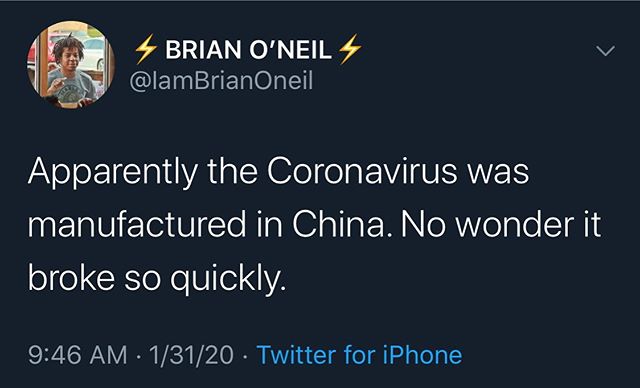 ⚡ BRIAN O’NEIL ⚡
@IamBrianOneil
Apparently the Coronavirus was
manufactured in China. No wonder it
broke so quickly.
9:46 AM · 1/31/20 · Twitter for iPhone